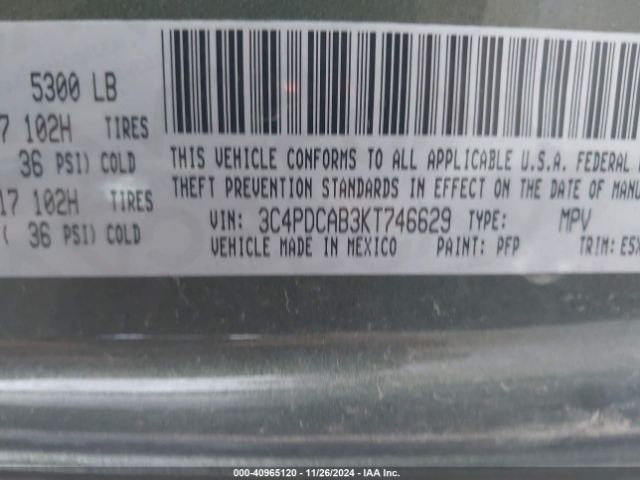 5300 LB
7 102H TIRES
36 PSI) COLD
17 102H TIRES
( 36 PSI) COLD
THIS VEHICLE CONFORMS TO ALL APPLICABLE U.S.A. FEDERAL
THEFT PREVENTION STANDARDS IN EFFECT ON THE DATE OF MAN
VIN: 3C4PDCAB3KT746629 TYPE: MPV
VEHICLE MADE IN MEXICO PAINT: PFP TRIM: E5X
000-40965120 - 11/26/2024 - IAA Inc.